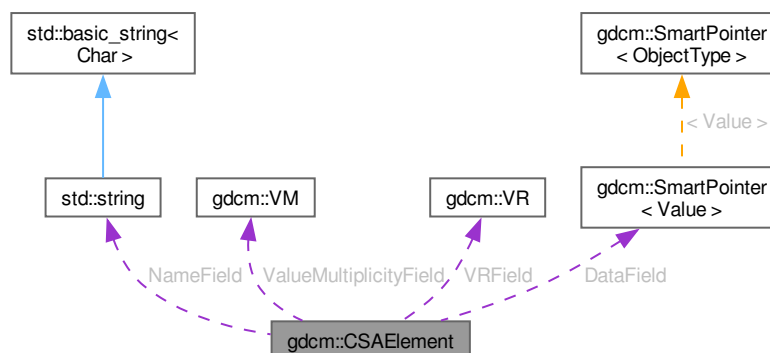 std::basic_string<
Char >
gdcm::SmartPointer
< ObjectType >
< Value >
std::string
gdcm::VM
gdcm::VR
gdcm::SmartPointer
< Value >
NameField
ValueMultiplicityField
VRField
DataField
gdcm::CSAElement